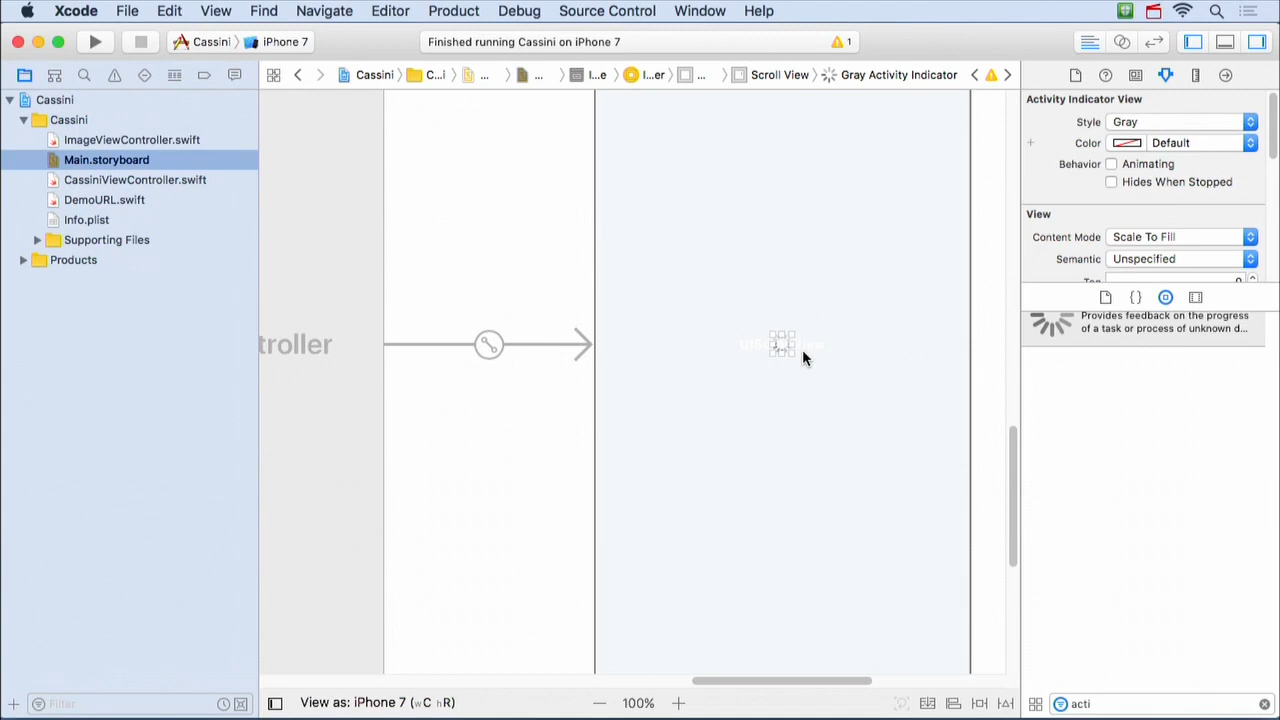 Xcode File Edit View Find Navigate Editor Product Debug Source Control Window Help
Cassini iPhone 7
Finished running Cassini on iPhone 7
1
Cassini C...i ... ... I...e I...er ... Scroll View Gray Activity Indicator
Cassini
Cassini
ImageViewController.swift
Main.storyboard
CassiniViewController.swift
DemoURL.swift
Info.plist
Supporting Files
Products
troller
Activity Indicator View
Style Gray
Color Default
Behavior Animating
Hides When Stopped
View
Content Mode Scale To Fill
Semantic Unspecified
{ }
Provides feedback on the progress
of a task or process of unknown d...
Filter
View as: iPhone 7 (wC hR)
100%
acti